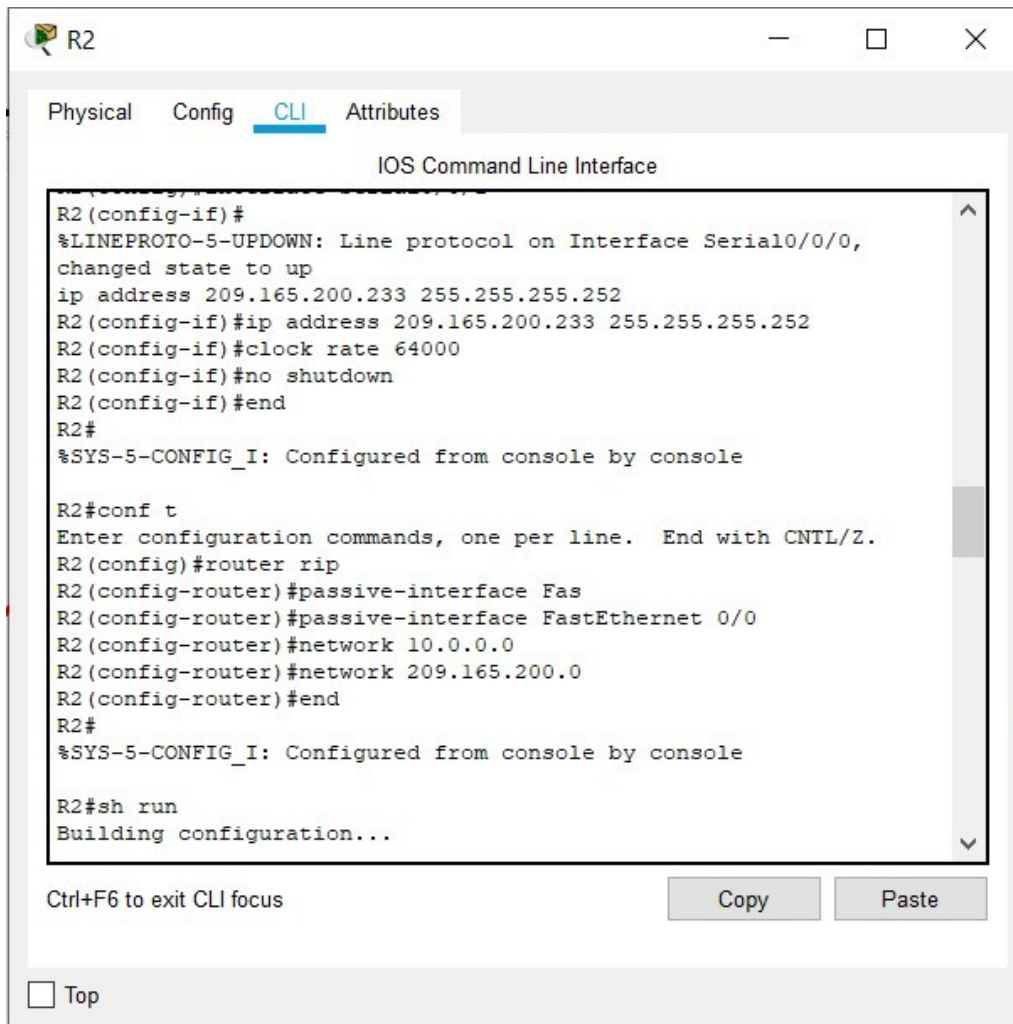 R2
Physical Config CLI Attributes
IOS Command Line Interface
R2(config-if)#
%LINEPROTO-5-UPDOWN: Line protocol on Interface Serial0/0/0,
changed state to up
ip address 209.165.200.233 255.255.255.252
R2(config-if)#ip address 209.165.200.233 255.255.255.252
R2(config-if)#clock rate 64000
R2(config-if)#no shutdown
R2(config-if)#end
R2#
%SYS-5-CONFIG_I: Configured from console by console
R2#conf t
Enter configuration commands, one per line.  End with CNTL/Z.
R2(config)#router rip
R2(config-router)#passive-interface Fas
R2(config-router)#passive-interface FastEthernet 0/0
R2(config-router)#network 10.0.0.0
R2(config-router)#network 209.165.200.0
R2(config-router)#end
R2#
%SYS-5-CONFIG_I: Configured from console by console
R2#sh run
Building configuration...
Ctrl+F6 to exit CLI focus
Copy Paste
Top